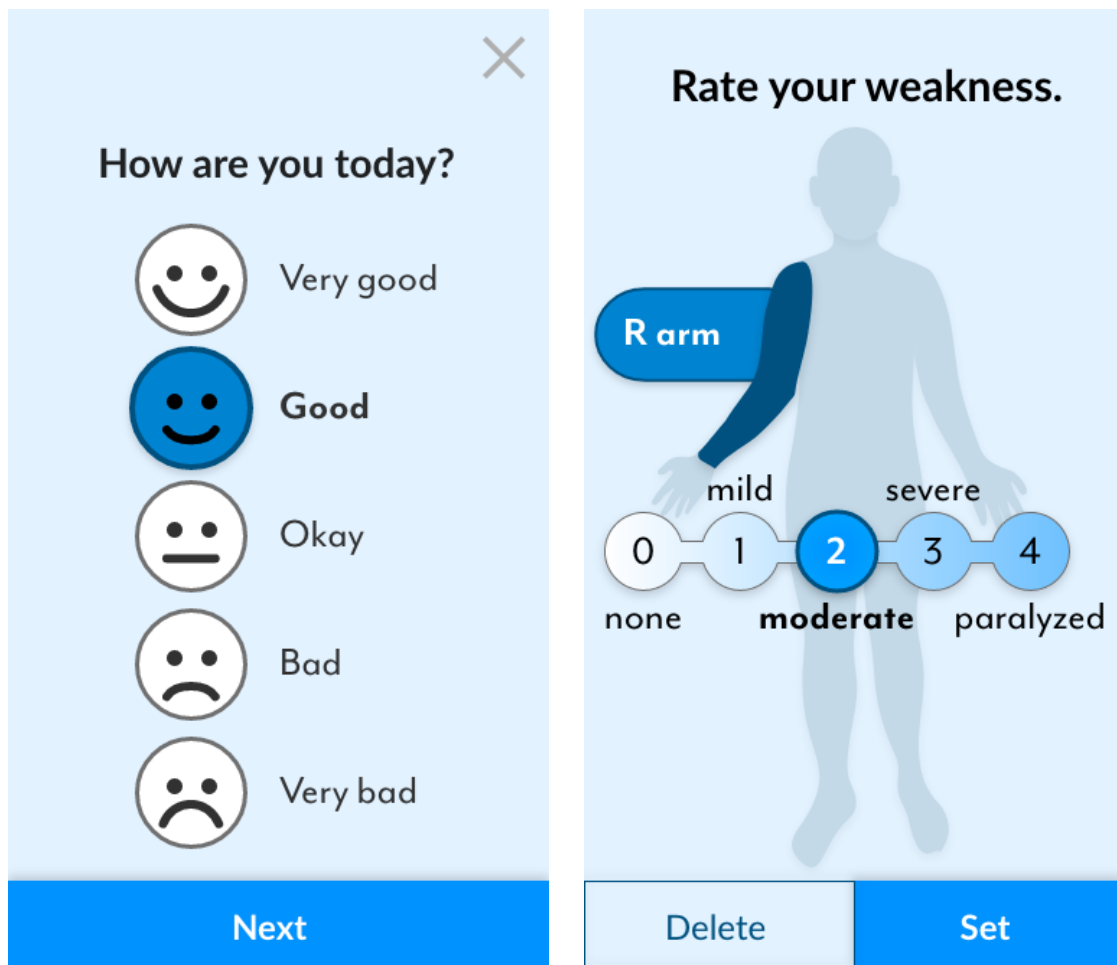 How are you today?
Very good
Good
Okay
Bad
Very bad
Next
Rate your weakness.
R arm
mild severe
0 1 2 3 4
none moderate paralyzed
Delete Set